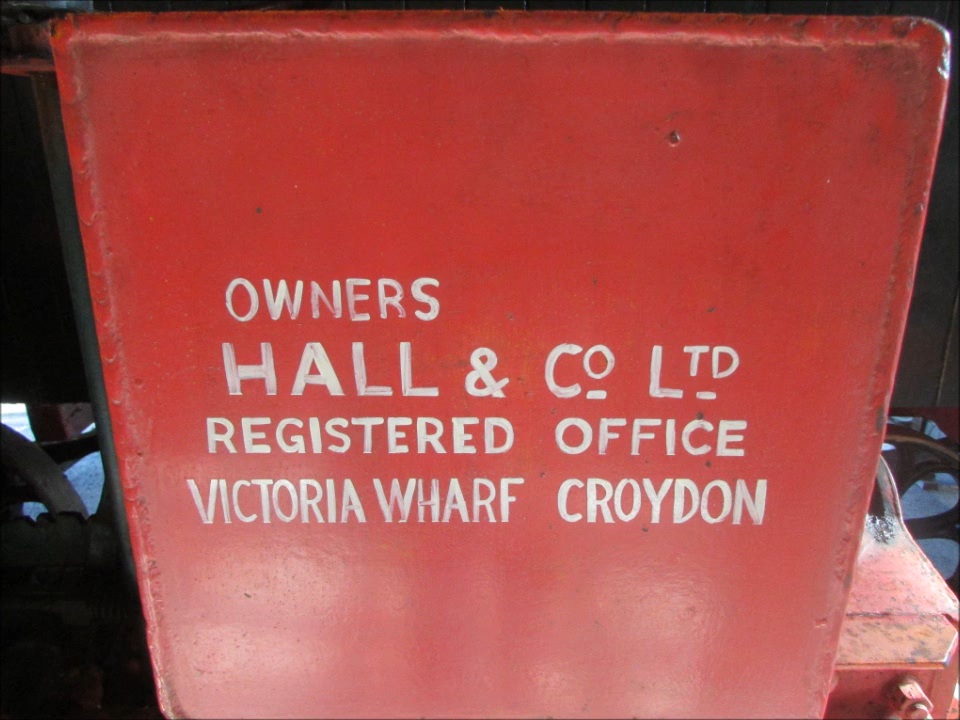 OWNERS
HALL & CO LTD
REGISTERED OFFICE
VICTORIA WHARF CROYDON